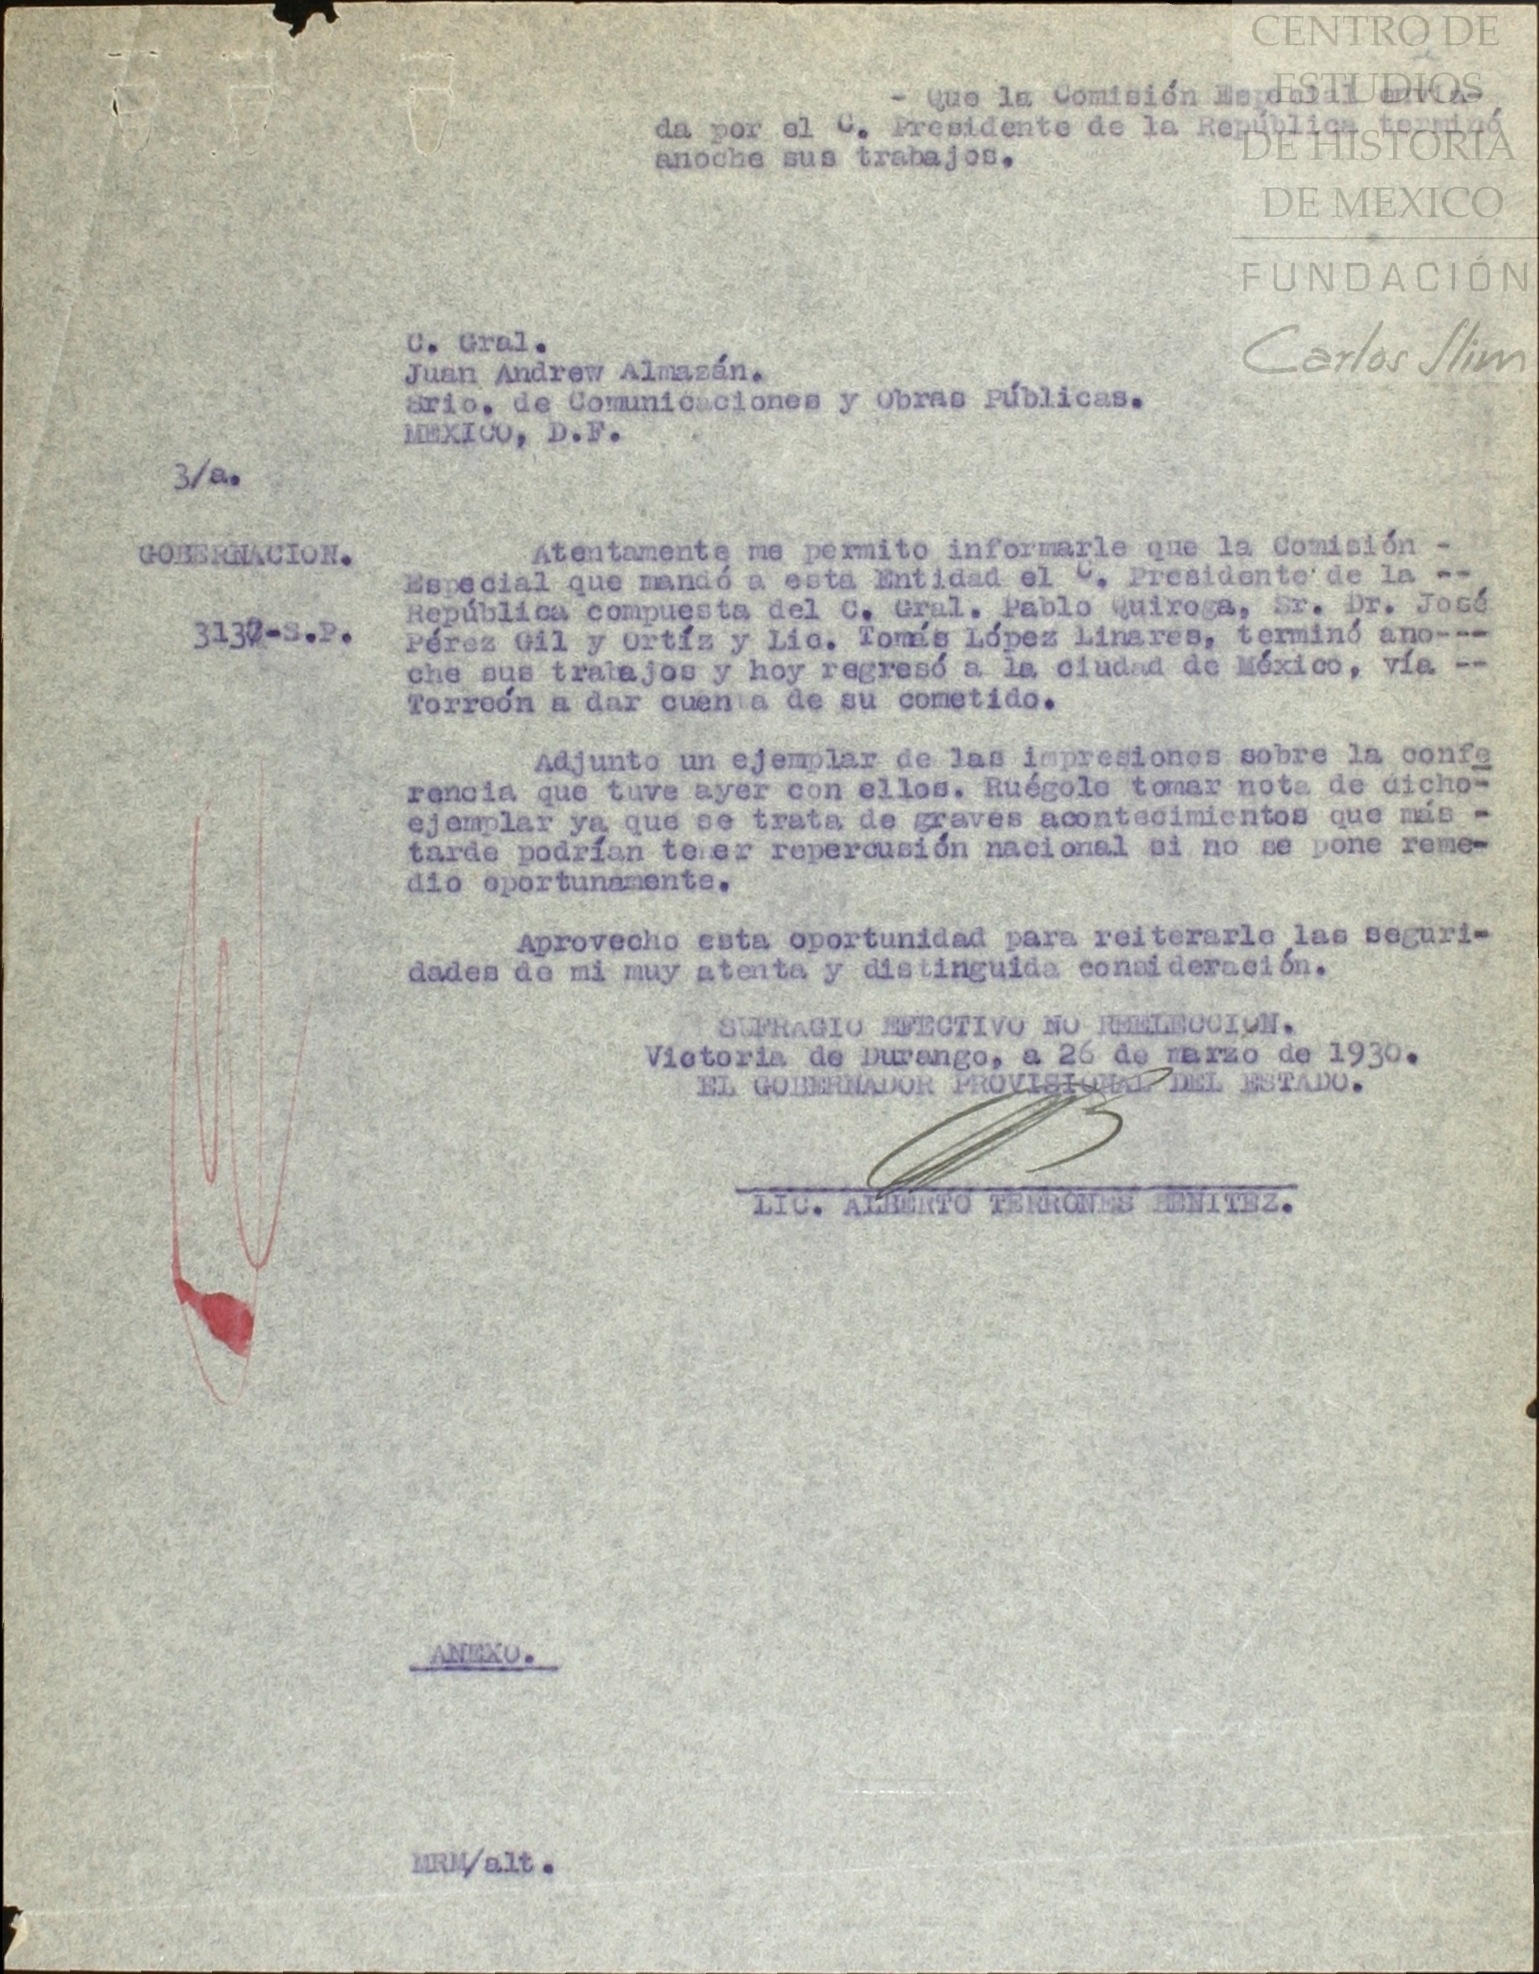 CENTRO DE
ESTUDIOS
DE HISTORIA
DE MEXICO
FUNDACIÓN
Carlos Slim
- Que la Comisión Especial envia-
da por el C. Presidente de la República terminó
anoche sus trabajos.
C. Gral.
Juan Andrew Almazán.
Srio. de Comunicaciones y Obras Públicas.
MEXICO, D.F.
3/a.
GOBERNACION.
3137-S.P.
Atentamente me permito informarle que la Comisión -
Especial que mandó a esta Entidad el C. Presidente de la --
República compuesta del C. Gral. Pablo Quiroga, Sr. Dr. José
Pérez Gil y Ortíz y Lic. Tomás López Linares, terminó ano---
che sus trabajos y hoy regresó a la ciudad de México, vía --
Torreón a dar cuenta de su cometido.
Adjunto un ejemplar de las impresiones sobre la confe
rencia que tuve ayer con ellos. Ruégole tomar nota de dicho-
ejemplar ya que se trata de graves acontecimientos que más -
tarde podrían tener repercusión nacional si no se pone reme-
dio oportunamente.
Aprovecho esta oportunidad para reiterarle las seguri-
dades de mi muy atenta y distinguida consideración.
SUFRAGIO EFECTIVO NO REELECCION.
Victoria de Durango, a 26 de marzo de 1930.
EL GOBERNADOR PROVISIONAL DEL ESTADO.
LIC. ALBERTO TERRONES BENITEZ.
ANEXO.
MRM/alt.